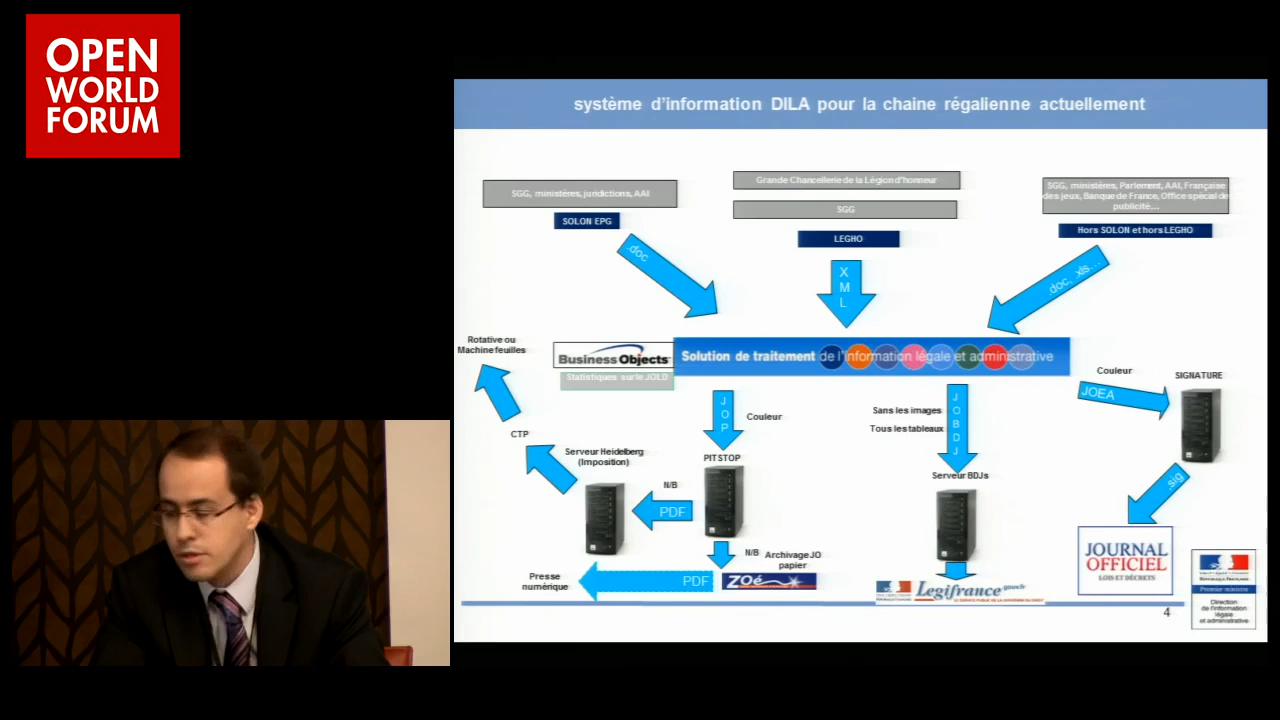 OPEN
WORLD
FORUM
système d'information DILA pour la chaine régalienne actuellement
SGG, ministères, juridictions, AAI
SOLON EPG
Grande Chancellerie de la Légion d'honneur
SGG
LEGHO
SGG, ministères, Parlement, AAI, Française
des jeux, Banque de France, Office spécial de
publicité...
Hors SOLON et hors LEGHO
.doc
X
M
L
doc, .xls...
Rotative ou
Machine feuilles
Business Objects
Statistiques sur le JOLD
Solution de traitement de l'information légale et administrative
J
O
P
Couleur
Sans les images
Tous les tableaux
J
O
B
D
J
Couleur
JOEA
SIGNATURE
CTP
Serveur Heidelberg
(Imposition)
PITSTOP
Serveur BDJs
N/B
PDF
.sig
N/B
Archivage JO
papier
Presse
numérique
PDF
ZOé
Legifrance.gouv.fr
JOURNAL
OFFICIEL
LOIS ET DÉCRETS
Premier ministre
Direction
de l'information
légale
et administrative
4